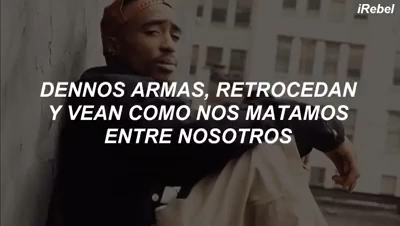 iRebel
DENNOS ARMAS, RETROCEDAN
Y VEAN COMO NOS MATAMOS
ENTRE NOSOTROS